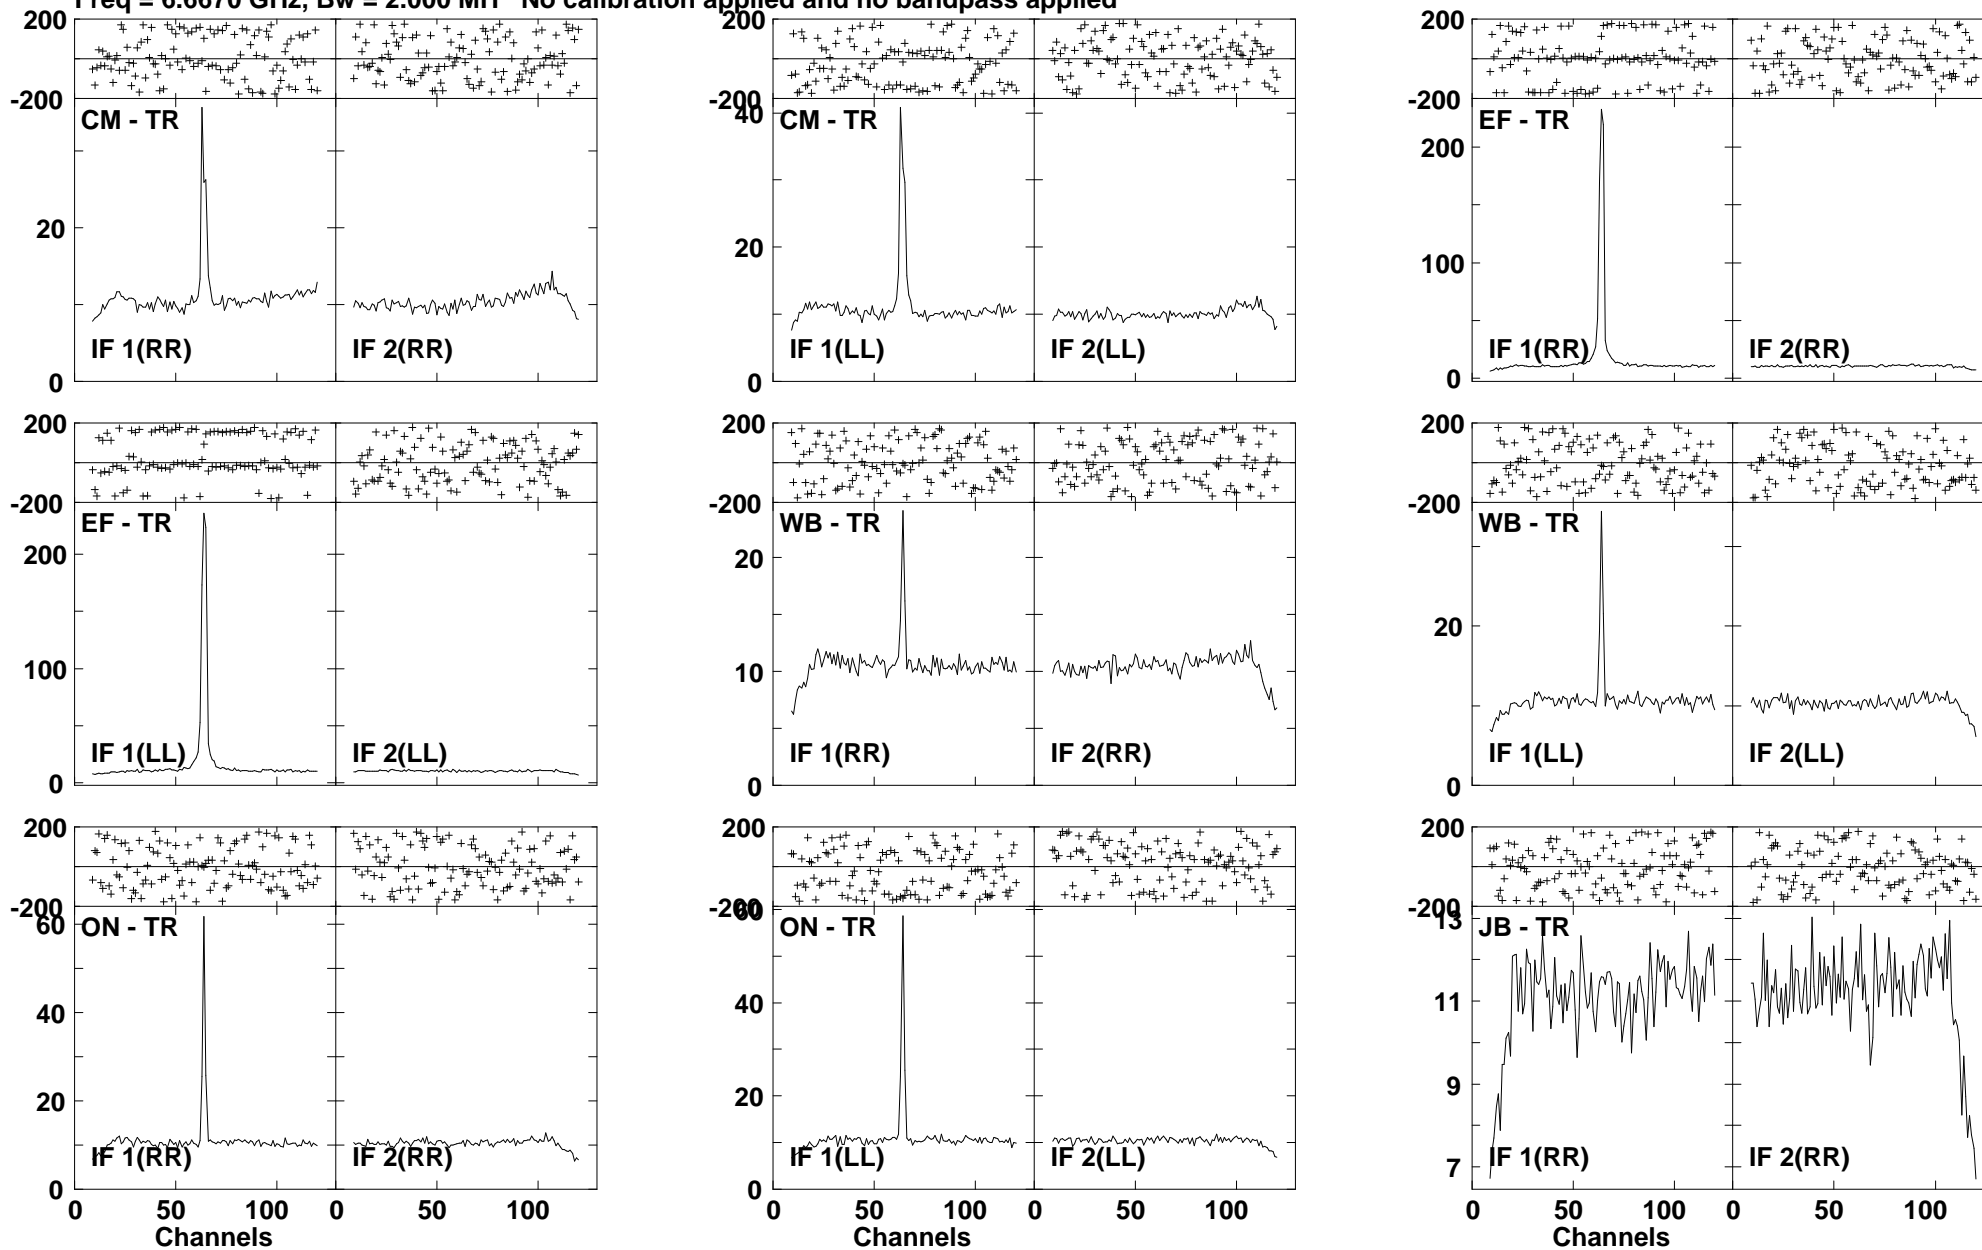 Freq = 6.6670 GHz, Bw = 2.000 MH No calibration applied and no bandpass applied
200
-200
CM - TR
20
0
IF 1(RR)
IF 2(RR)
200
-200
40
CM - TR
20
0
IF 1(LL)
IF 2(LL)
200
-200
EF - TR
200
100
0
IF 1(RR)
IF 2(RR)
200
-200
EF - TR
200
100
0
IF 1(LL)
IF 2(LL)
200
-200
WB - TR
20
10
0
IF 1(RR)
IF 2(RR)
200
-200
WB - TR
20
0
IF 1(LL)
IF 2(LL)
200
-200
60
ON - TR
40
20
0
IF 1(RR)
IF 2(RR)
0 50 100 0 50 100
Channels
200
-200
60
ON - TR
40
20
0
IF 1(LL)
IF 2(LL)
0 50 100 0 50 100
Channels
200
-200
13
JB - TR
11
9
7
IF 1(RR)
IF 2(RR)
0 50 100 0 50 100
Channels